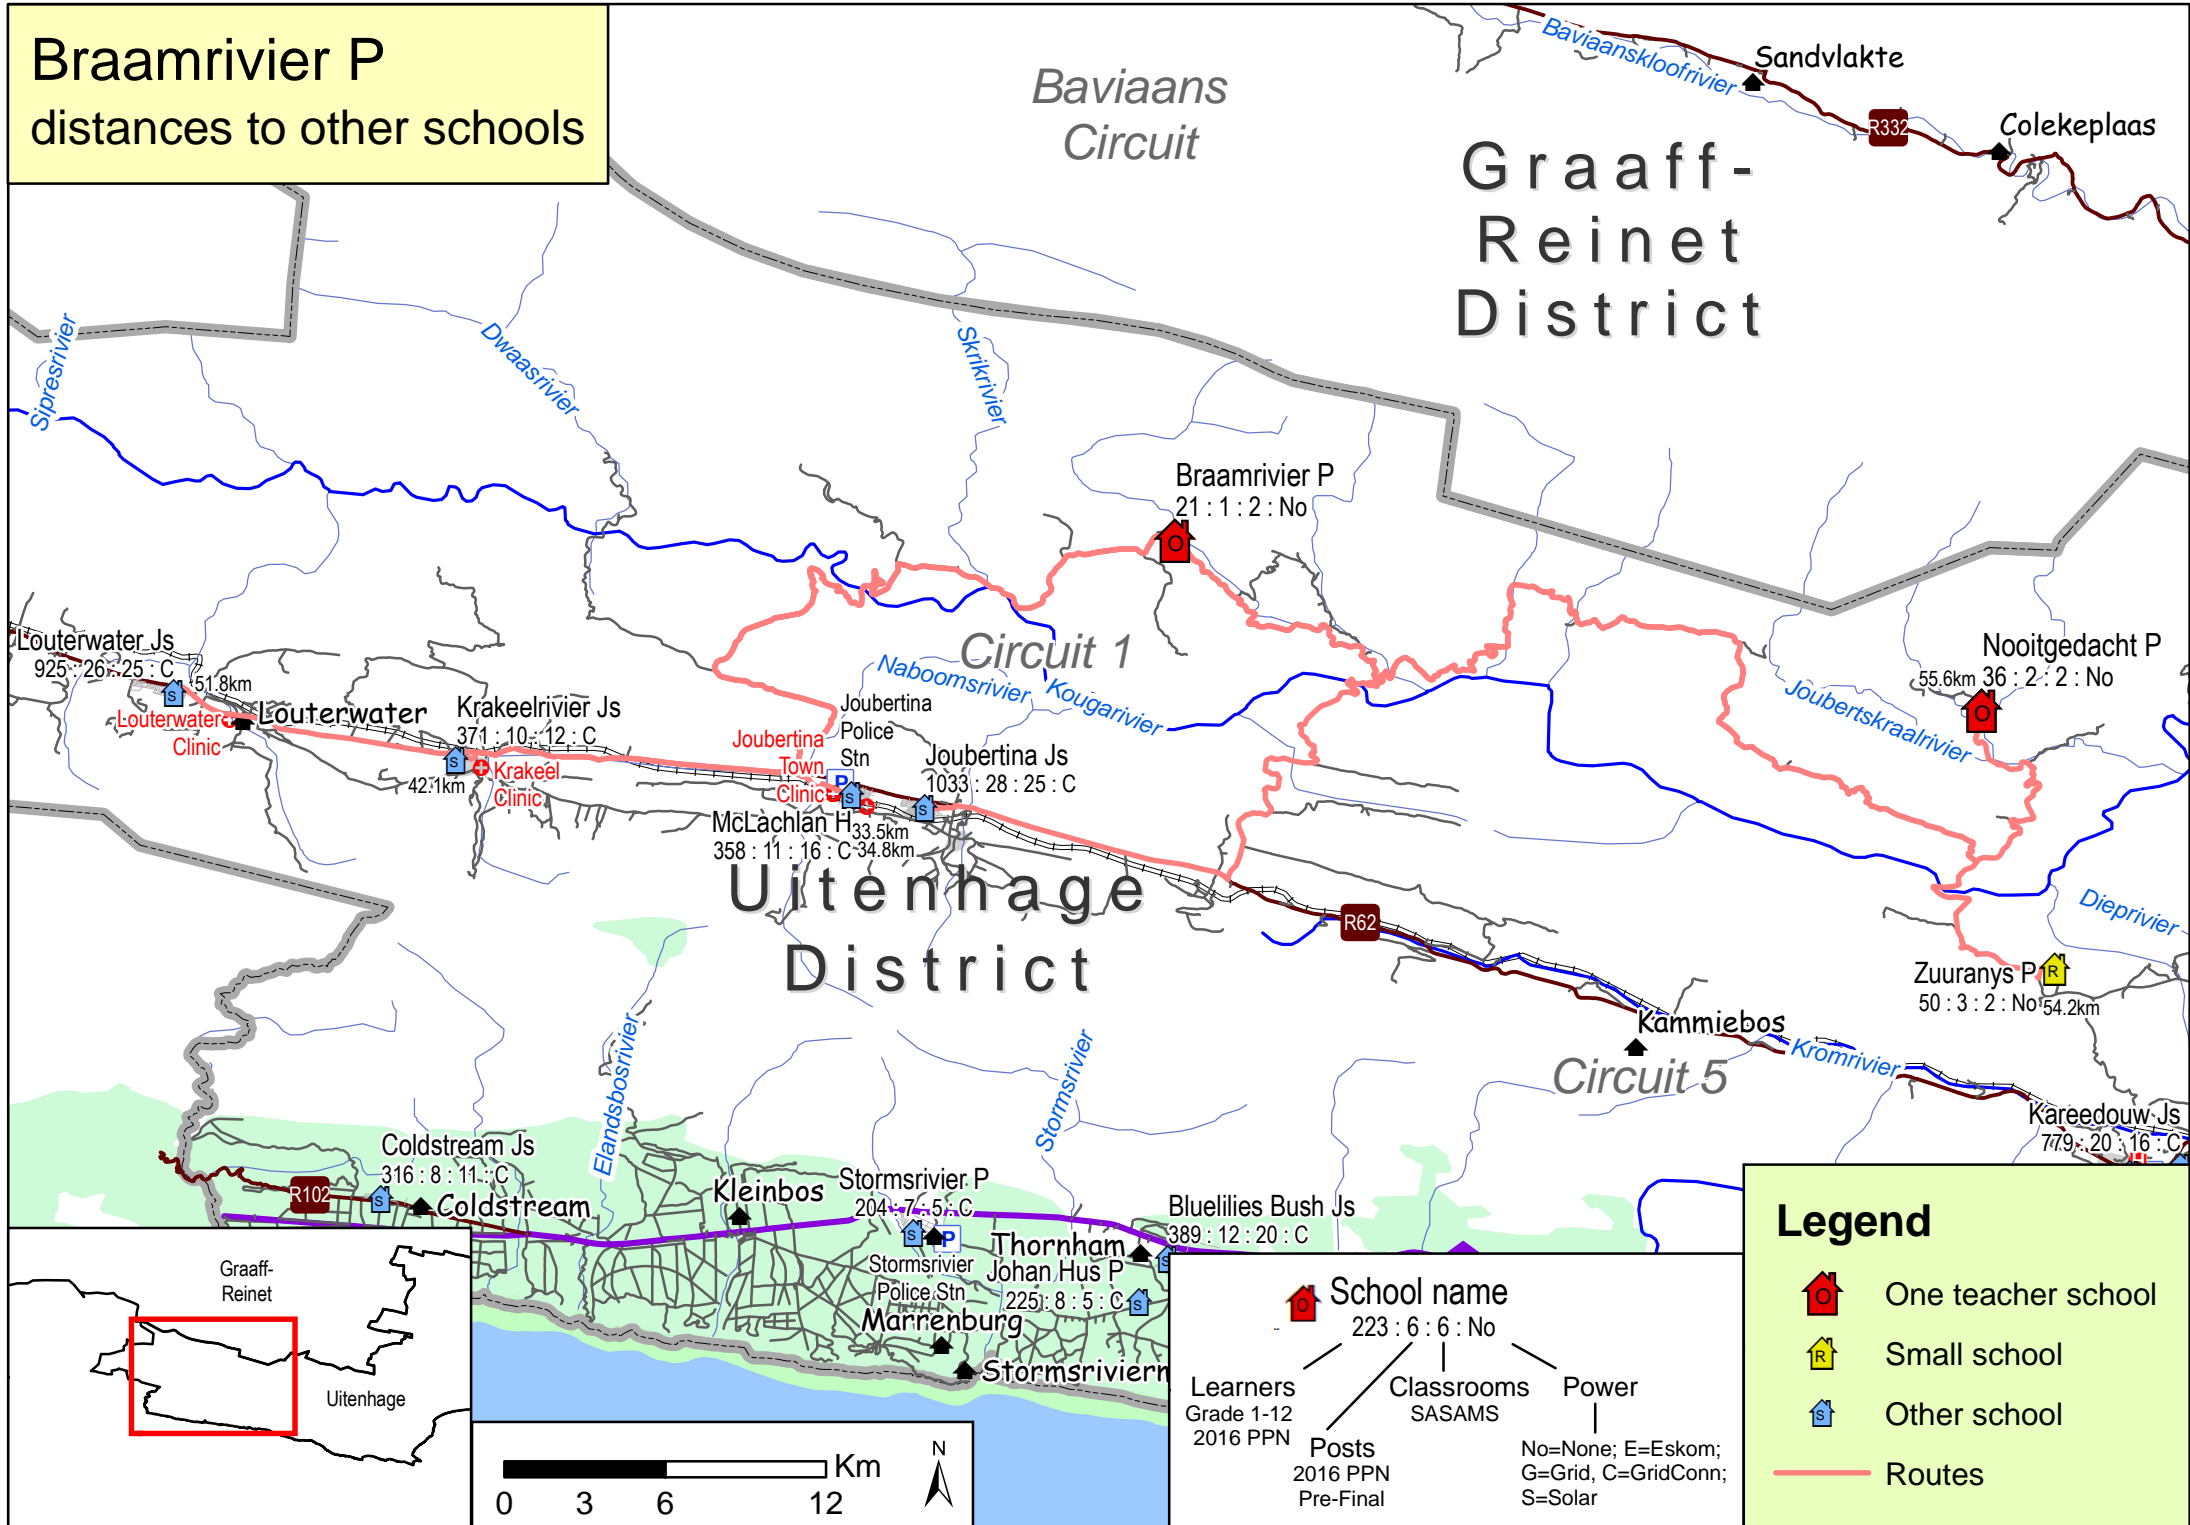 Braamrivier P
distances to other schools
Baviaans
Circuit
Graaff-
Reinet
District
Baviaanskloofrivier
Sandvlakte
R332
Colekeplaas
Sipresrivier
Dwaasrivier
Skrikrivier
Braamrivier P
21 : 1 : 2 : No
O
Circuit 1
Naboomsrivier
Kougarivier
Joubertskraalrivier
Nooitgedacht P
55.6km
36 : 2 : 2 : No
O
Louterwater Js
925 : 26 : 25 : C
51.8km
S
Louterwater
Clinic
Louterwater
Krakeelrivier Js
371 : 10 : 12 : C
S
42.1km
Krakeel
Clinic
Joubertina
Town
Clinic
Joubertina
Police
Stn
P
S
Joubertina Js
1033 : 28 : 25 : C
S
McLachlan H
33.5km
358 : 11 : 16 : C
34.8km
Uitenhage
District
R62
Dieprivier
Zuuranys P
R
50 : 3 : 2 : No
54.2km
Kammiebos
Circuit 5
Kromrivier
Kareedouw Js
779 : 20 : 16 : C
Elandsbosrivier
Stormsrivier
Coldstream Js
316 : 8 : 11 : C
R102
S
Coldstream
Kleinbos
Stormsrivier P
204 : 7 : 5 : C
S
P
Stormsrivier
Police Stn
Bluelilies Bush Js
389 : 12 : 20 : C
Thornham
S
Johan Hus P
225 : 8 : 5 : C
S
Marrenburg
Stormsrivierm
Graaff-
Reinet
Uitenhage
Km
0 3 6 12
N
O
School name
223 : 6 : 6 : No
Learners
Grade 1-12
2016 PPN
Posts
2016 PPN
Pre-Final
Classrooms
SASAMS
Power
No=None; E=Eskom;
G=Grid, C=GridConn;
S=Solar
Legend
O One teacher school
R Small school
S Other school
Routes